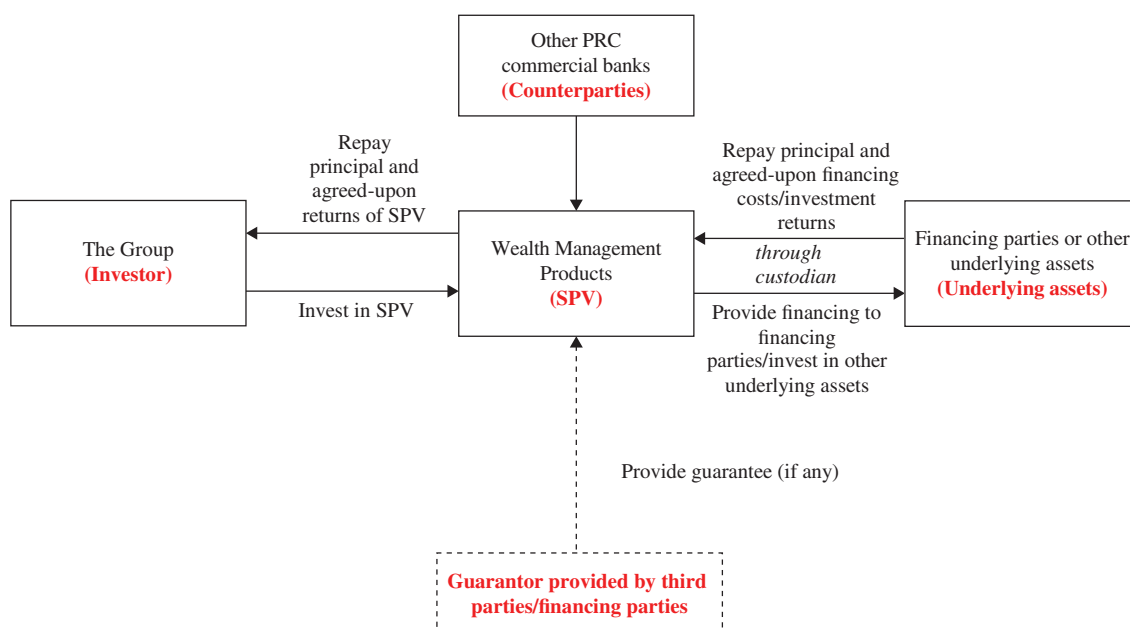 Other PRC
commercial banks
(Counterparties)
Repay
principal and
agreed-upon
returns of SPV
Repay principal and
agreed-upon financing
costs/investment
returns
The Group
(Investor)
Wealth Management
Products
(SPV)
through
custodian
Financing parties or other
underlying assets
(Underlying assets)
Invest in SPV
Provide financing to
financing
parties/invest in other
underlying assets
Provide guarantee (if any)
Guarantor provided by third
parties/financing parties